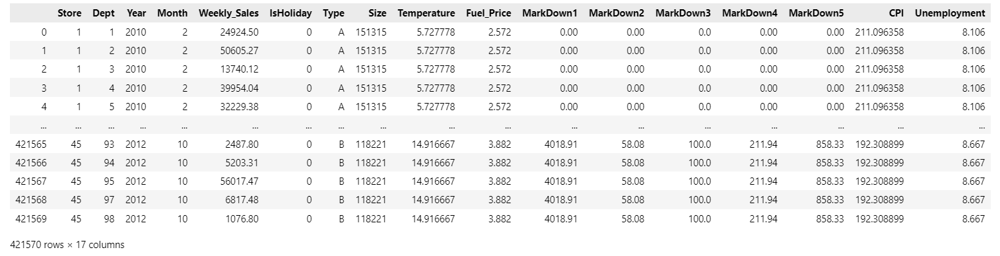 Store Dept Year Month Weekly_Sales IsHoliday Type Size Temperature Fuel_Price MarkDown1 MarkDown2 MarkDown3 MarkDown4 MarkDown5 CPI Unemployment
0 1 1 2010 2 24924.50 0 A 151315 5.727778 2.572 0.00 0.00 0.0 0.00 0.00 211.096358 8.106
1 1 2 2010 2 50605.27 0 A 151315 5.727778 2.572 0.00 0.00 0.0 0.00 0.00 211.096358 8.106
2 1 3 2010 2 13740.12 0 A 151315 5.727778 2.572 0.00 0.00 0.0 0.00 0.00 211.096358 8.106
3 1 4 2010 2 39954.04 0 A 151315 5.727778 2.572 0.00 0.00 0.0 0.00 0.00 211.096358 8.106
4 1 5 2010 2 32229.38 0 A 151315 5.727778 2.572 0.00 0.00 0.0 0.00 0.00 211.096358 8.106
... ... ... ... ... ... ... ... ... ... ... ... ... ... ... ... ... ...
421565 45 93 2012 10 2487.80 0 B 118221 14.916667 3.882 4018.91 58.08 100.0 211.94 858.33 192.308899 8.667
421566 45 94 2012 10 5203.31 0 B 118221 14.916667 3.882 4018.91 58.08 100.0 211.94 858.33 192.308899 8.667
421567 45 95 2012 10 56017.47 0 B 118221 14.916667 3.882 4018.91 58.08 100.0 211.94 858.33 192.308899 8.667
421568 45 97 2012 10 6817.48 0 B 118221 14.916667 3.882 4018.91 58.08 100.0 211.94 858.33 192.308899 8.667
421569 45 98 2012 10 1076.80 0 B 118221 14.916667 3.882 4018.91 58.08 100.0 211.94 858.33 192.308899 8.667
421570 rows × 17 columns